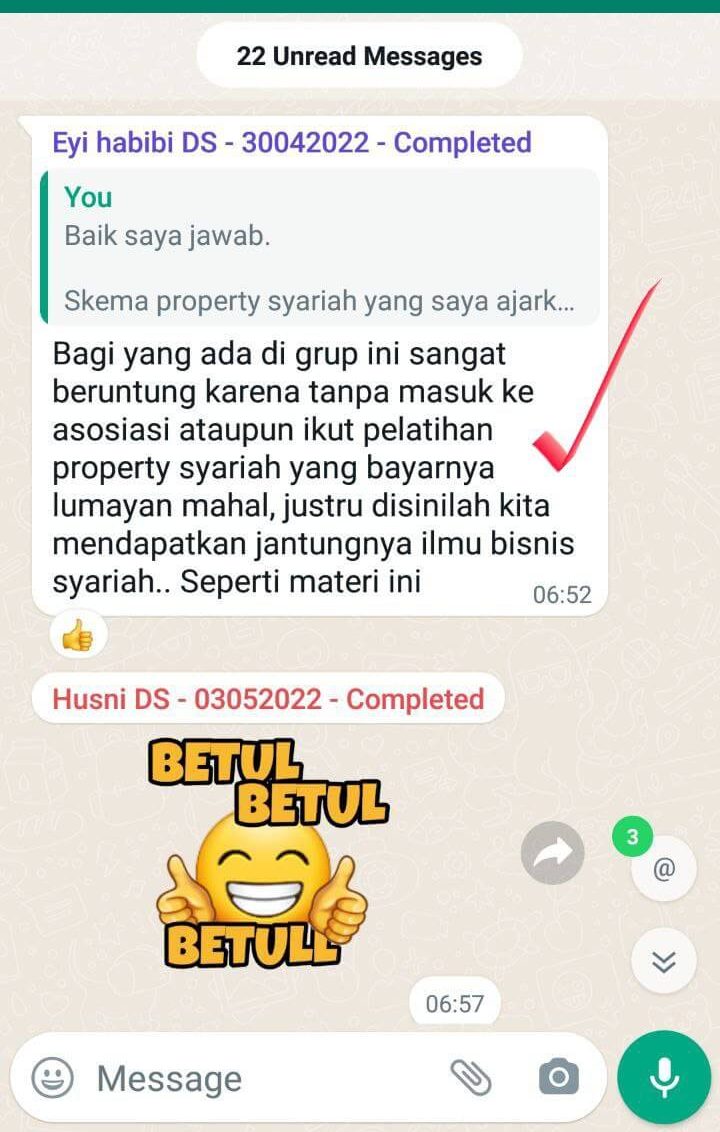 22 Unread Messages
Eyi habibi DS - 30042022 - Completed
You
Baik saya jawab.
Skema property syariah yang saya ajark...
Bagi yang ada di grup ini sangat
beruntung karena tanpa masuk ke
asosiasi ataupun ikut pelatihan
property syariah yang bayarnya
lumayan mahal, justru disinilah kita
mendapatkan jantungnya ilmu bisnis
syariah.. Seperti materi ini
06:52
Husni DS - 03052022 - Completed
BETUL
BETUL
BETULL
3
@
06:57
Message